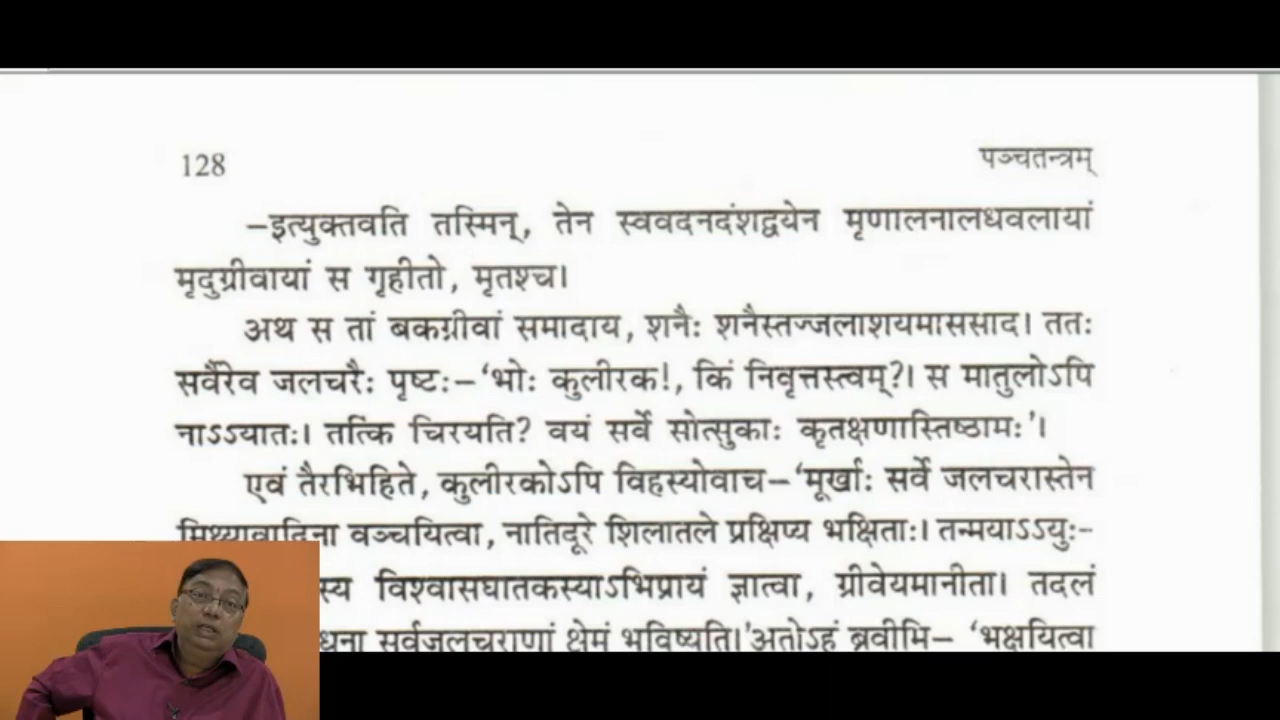 128 पञ्चतन्त्रम्
–इत्युक्तवति तस्मिन्, तेन स्ववदनदंशद्वयेन मृणालनालधवलायां
मृदुग्रीवायां स गृहीतो, मृतश्च।
अथ स तां बकग्रीवां समादाय, शनैः शनैस्तज्जलाशयमाससाद। ततः
सर्वैरेव जलचरैः पृष्टः–‘भोः कुलीरक!, किं निवृत्तस्त्वम्?। स मातुलोऽपि
नाऽऽयातः। तत्किं चिरयति? वयं सर्वे सोत्सुकाः कृतक्षणास्तिष्ठामः’।
एवं तैरभिहिते, कुलीरकोऽपि विहस्योवाच–‘मूर्खाः सर्वे जलचरास्तेन
मिथ्यावादिना वञ्चयित्वा, नातिदूरे शिलातले प्रक्षिप्य भक्षिताः। तन्मयाऽऽयुः-
स्य विश्वासघातकस्याऽभिप्रायं ज्ञात्वा, ग्रीवेयमानीता। तदलं
धना सर्वजलचराणां क्षेमं भविष्यति।’ अतोऽहं ब्रवीमि– ‘भक्षयित्वा